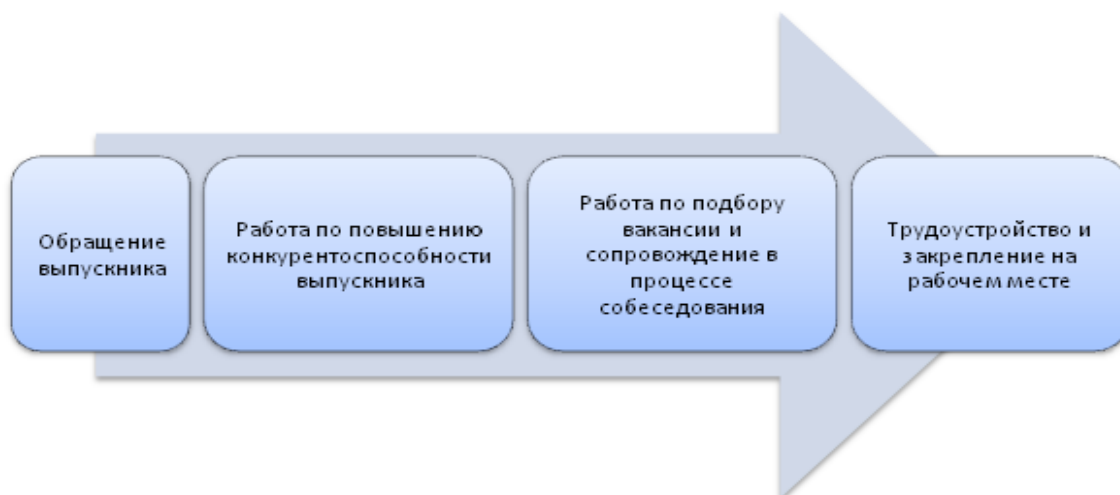 Обращение
выпускника
Работа по повышению
конкурентоспособности
выпускника
Работа по подбору
вакансии и
сопровождение в
процессе
собеседования
Трудоустройство и
закрепление на
рабочем месте